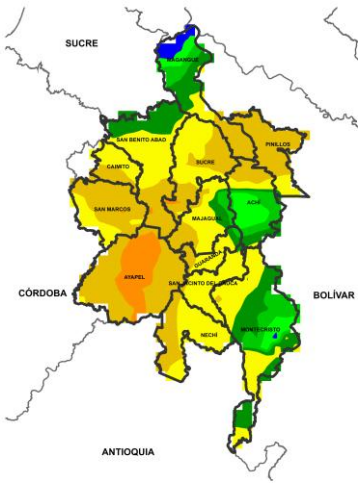 SUCRE
MAGANGUE
SAN BENITO ABAD
PINILLOS
SUCRE
CAIMITO
ACHÍ
SAN MARCOS
MAJAGUAL
GUARANDA
AYAPEL
SAN JACINTO DEL CAUCA
CÓRDOBA
BOLÍVAR
MONTECRISTO
NECHÍ
ANTIOQUIA